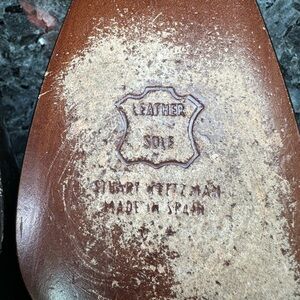 LEATHER
SOLE
STUART WEITZMAN
MADE IN SPAIN